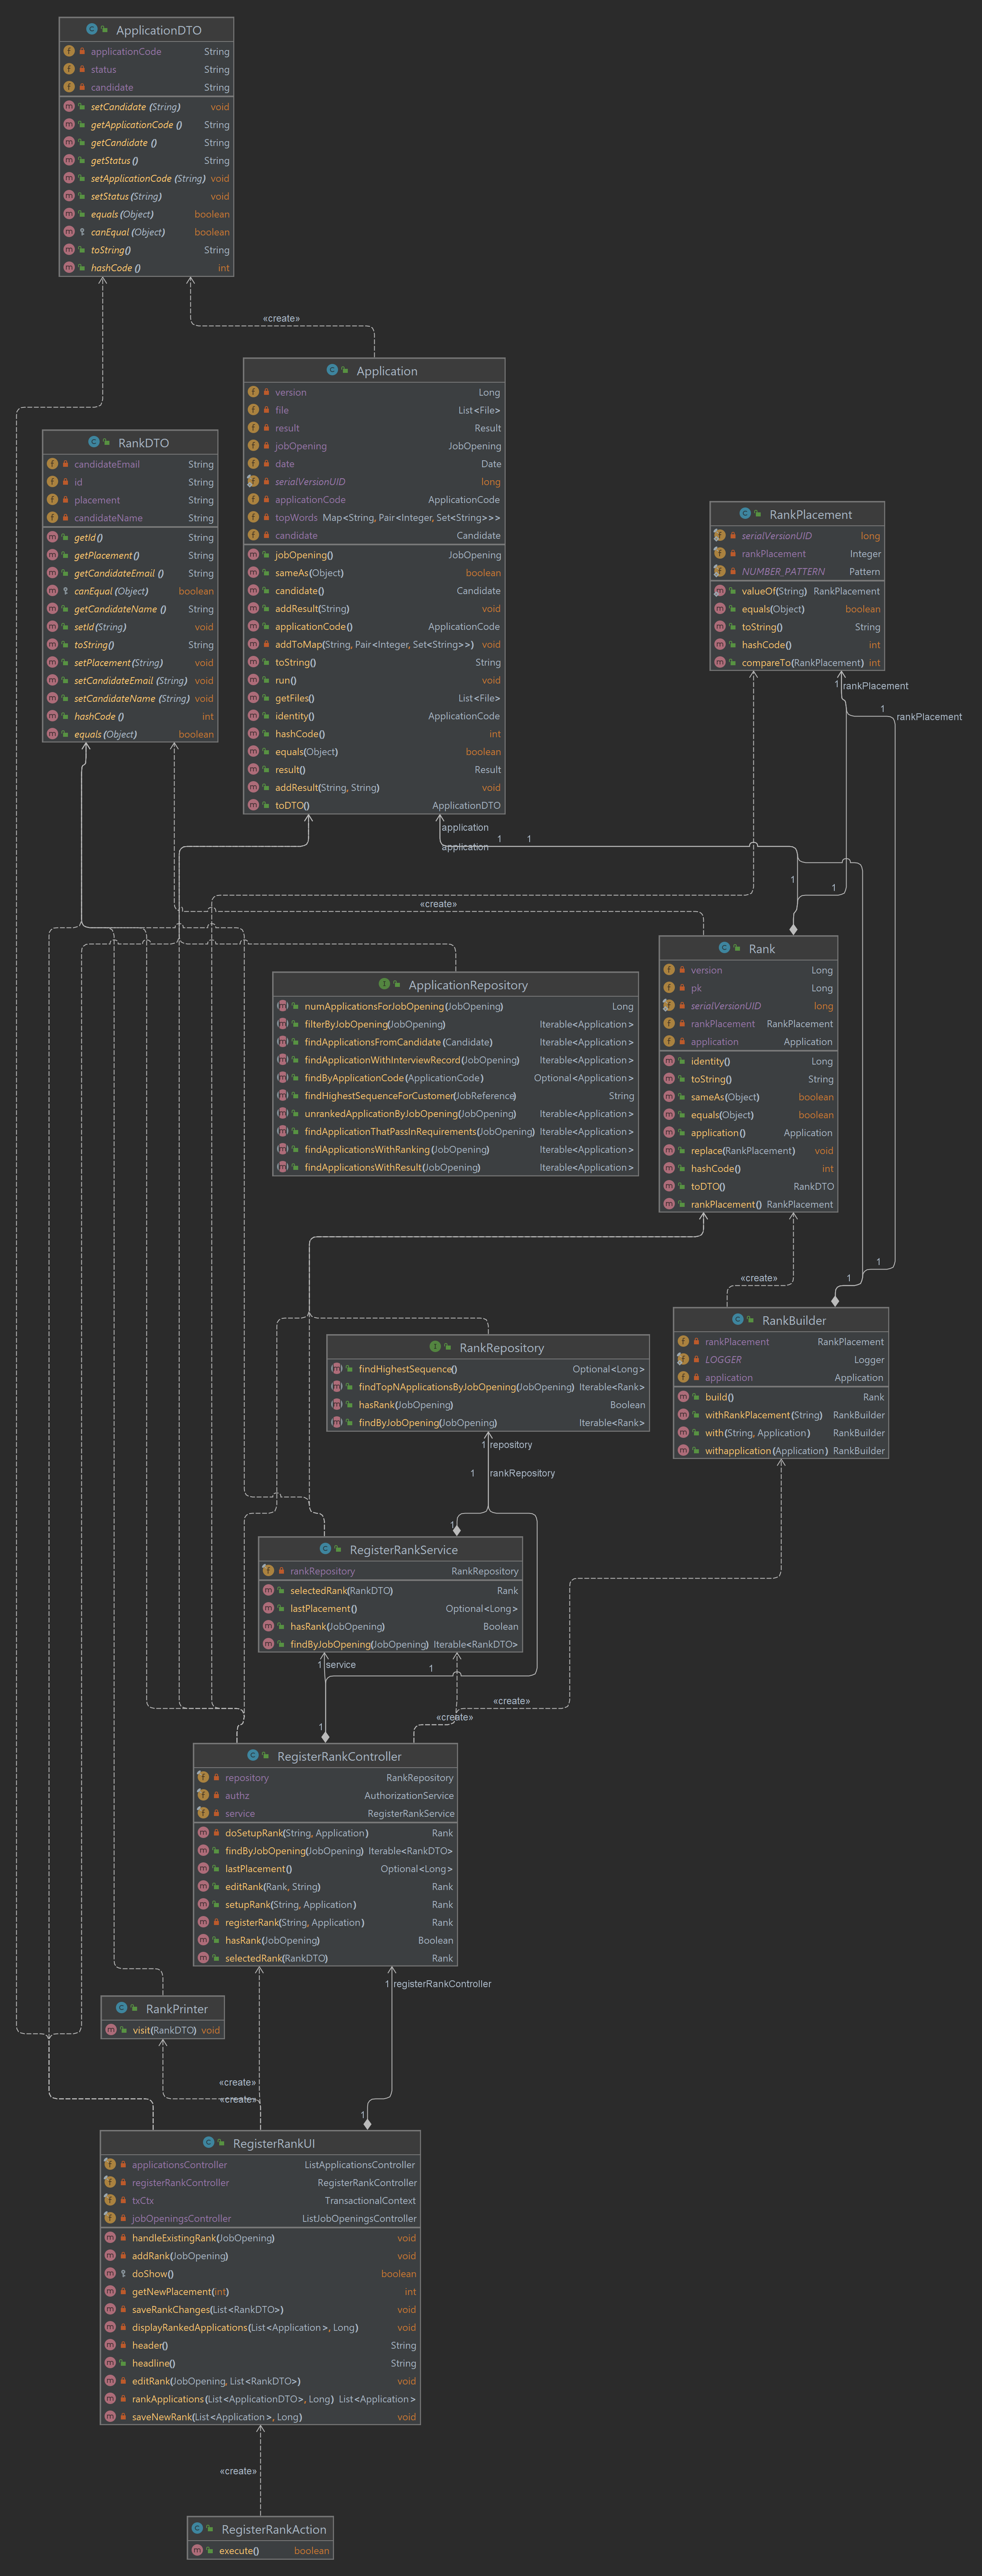 ApplicationDTO
applicationCode String
status String
candidate String
setCandidate (String) void
getApplicationCode () String
getCandidate () String
getStatus () String
setApplicationCode (String) void
setStatus (String) void
equals (Object) boolean
canEqual (Object) boolean
toString() String
hashCode () int
«create»
Application
version Long
file List<File>
result Result
jobOpening JobOpening
date Date
serialVersionUID long
applicationCode ApplicationCode
topWords Map<String, Pair<Integer, Set<String>>>
candidate Candidate
jobOpening() JobOpening
sameAs(Object) boolean
candidate() Candidate
addResult(String) void
applicationCode() ApplicationCode
addToMap(String, Pair<Integer, Set<String>>) void
toString() String
run() void
getFiles() List<File>
identity() ApplicationCode
hashCode() int
equals(Object) boolean
result() Result
addResult(String, String) void
toDTO() ApplicationDTO
RankDTO
candidateEmail String
id String
placement String
candidateName String
getId() String
getPlacement() String
getCandidateEmail () String
canEqual (Object) boolean
getCandidateName () String
setId(String) void
toString() String
setPlacement(String) void
setCandidateEmail (String) void
setCandidateName (String) void
hashCode () int
equals (Object) boolean
RankPlacement
serialVersionUID long
rankPlacement Integer
NUMBER_PATTERN Pattern
valueOf(String) RankPlacement
equals(Object) boolean
toString() String
hashCode() int
compareTo(RankPlacement) int
1 rankPlacement
1
rankPlacement
application
1 1
application
1
1
«create»
ApplicationRepository
numApplicationsForJobOpening(JobOpening) Long
filterByJobOpening(JobOpening) Iterable<Application>
findApplicationsFromCandidate(Candidate) Iterable<Application>
findApplicationWithInterviewRecord(JobOpening) Iterable<Application>
findByApplicationCode(ApplicationCode) Optional<Application>
findHighestSequenceForCustomer(JobReference) String
unrankedApplicationByJobOpening(JobOpening) Iterable<Application>
findApplicationThatPassInRequirements(JobOpening) Iterable<Application>
findApplicationsWithRanking(JobOpening) Iterable<Application>
findApplicationsWithResult(JobOpening) Iterable<Application>
Rank
version Long
pk Long
serialVersionUID long
rankPlacement RankPlacement
application Application
identity() Long
toString() String
sameAs(Object) boolean
equals(Object) boolean
application() Application
replace(RankPlacement) void
hashCode() int
toDTO() RankDTO
rankPlacement() RankPlacement
1
1
«create»
RankBuilder
rankPlacement RankPlacement
LOGGER Logger
application Application
build() Rank
withRankPlacement(String) RankBuilder
with(String, Application) RankBuilder
withapplication(Application) RankBuilder
RankRepository
findHighestSequence() Optional<Long>
findTopNApplicationsByJobOpening(JobOpening) Iterable<Rank>
hasRank(JobOpening) Boolean
findByJobOpening(JobOpening) Iterable<Rank>
1 repository
1 rankRepository
1
RegisterRankService
rankRepository RankRepository
selectedRank(RankDTO) Rank
lastPlacement() Optional<Long>
hasRank(JobOpening) Boolean
findByJobOpening(JobOpening) Iterable<RankDTO>
1 service
1
«create»
«create»
1
RegisterRankController
repository RankRepository
authz AuthorizationService
service RegisterRankService
doSetupRank(String, Application) Rank
findByJobOpening(JobOpening) Iterable<RankDTO>
lastPlacement() Optional<Long>
editRank(Rank, String) Rank
setupRank(String, Application) Rank
registerRank(String, Application) Rank
hasRank(JobOpening) Boolean
selectedRank(RankDTO) Rank
1 registerRankController
RankPrinter
visit(RankDTO) void
«create»
«create»
1
RegisterRankUI
applicationsController ListApplicationsController
registerRankController RegisterRankController
txCtx TransactionalContext
jobOpeningsController ListJobOpeningsController
handleExistingRank(JobOpening) void
addRank(JobOpening) void
doShow() boolean
getNewPlacement(int) int
saveRankChanges(List<RankDTO>) void
displayRankedApplications(List<Application>, Long) void
header() String
headline() String
editRank(JobOpening, List<RankDTO>) void
rankApplications(List<ApplicationDTO>, Long) List<Application>
saveNewRank(List<Application>, Long) void
«create»
RegisterRankAction
execute() boolean